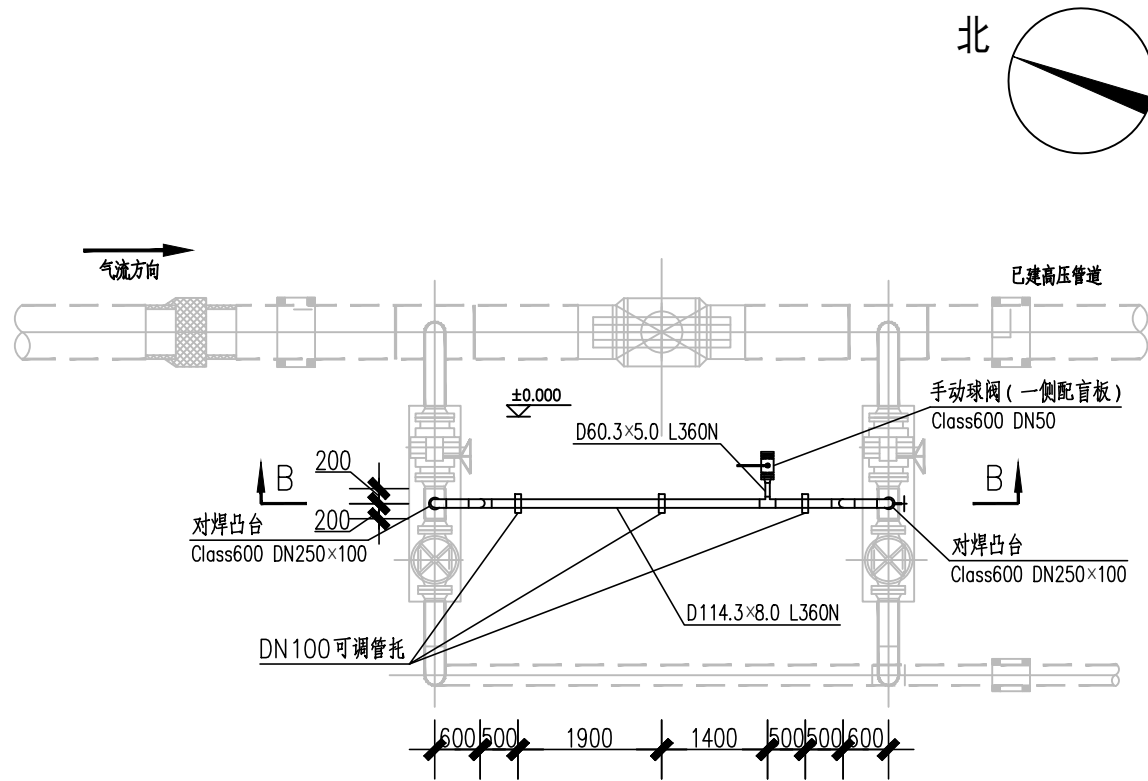 北
气流方向
已建高压管道
±0.000
手动球阀(一侧配盲板)
Class600 DN50
D60.3×5.0 L360N
200
B
B
200
对焊凸台
Class600 DN250×100
对焊凸台
Class600 DN250×100
D114.3×8.0 L360N
DN100可调管托
600 500 1900 1400 500 500 600